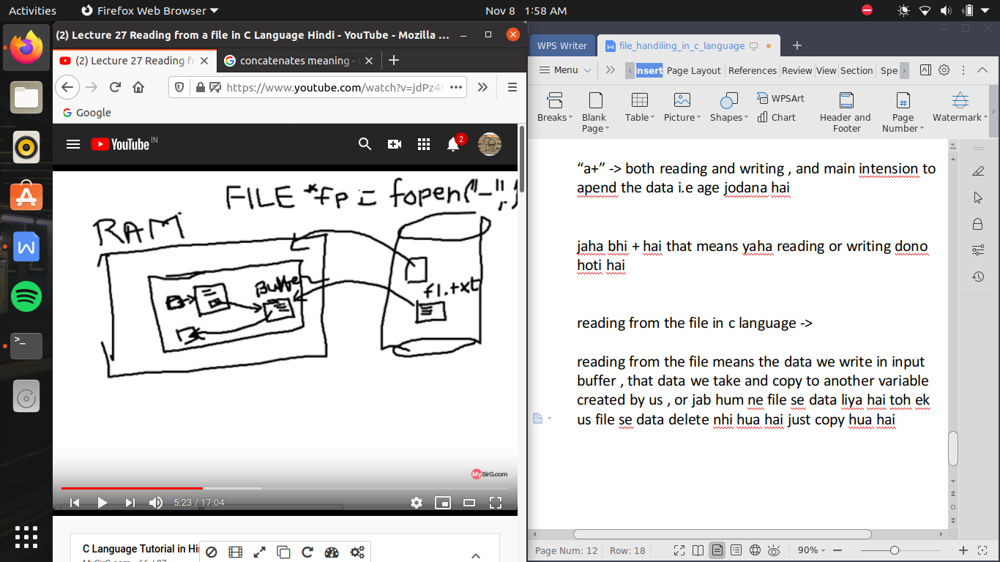 Activities
Firefox Web Browser
Nov 8 1:58 AM
(2) Lecture 27 Reading from a file in C Language Hindi - YouTube - Mozilla ...
(2) Lecture 27 Reading fr
concatenates meaning -
https://www.youtube.com/watch?v=jdPz4f
Google
YouTube IN
2
FILE *fp = fopen("-",
RAM
Buffer
f1.txt
MySirG.com
5:23 / 17:04
C Language Tutorial in Hi
MySirG.com - 66 / 87
WPS Writer
file_handiling_in_c_language
Menu
Insert
Page Layout
References
Review
View
Section
Spe
Breaks
Blank
Page
Table
Picture
Shapes
WPSArt
Chart
Header and
Footer
Page
Number
Watermark
“a+” -> both reading and writing , and main intension to
apend the data i.e age jodana hai
jaha bhi + hai that means yaha reading or writing dono
hoti hai
reading from the file in c language ->
reading from the file means the data we write in input
buffer , that data we take and copy to another variable
created by us , or jab hum ne file se data liya hai toh ek
us file se data delete nhi hua hai just copy hua hai
Page Num: 12
Row: 18
90%